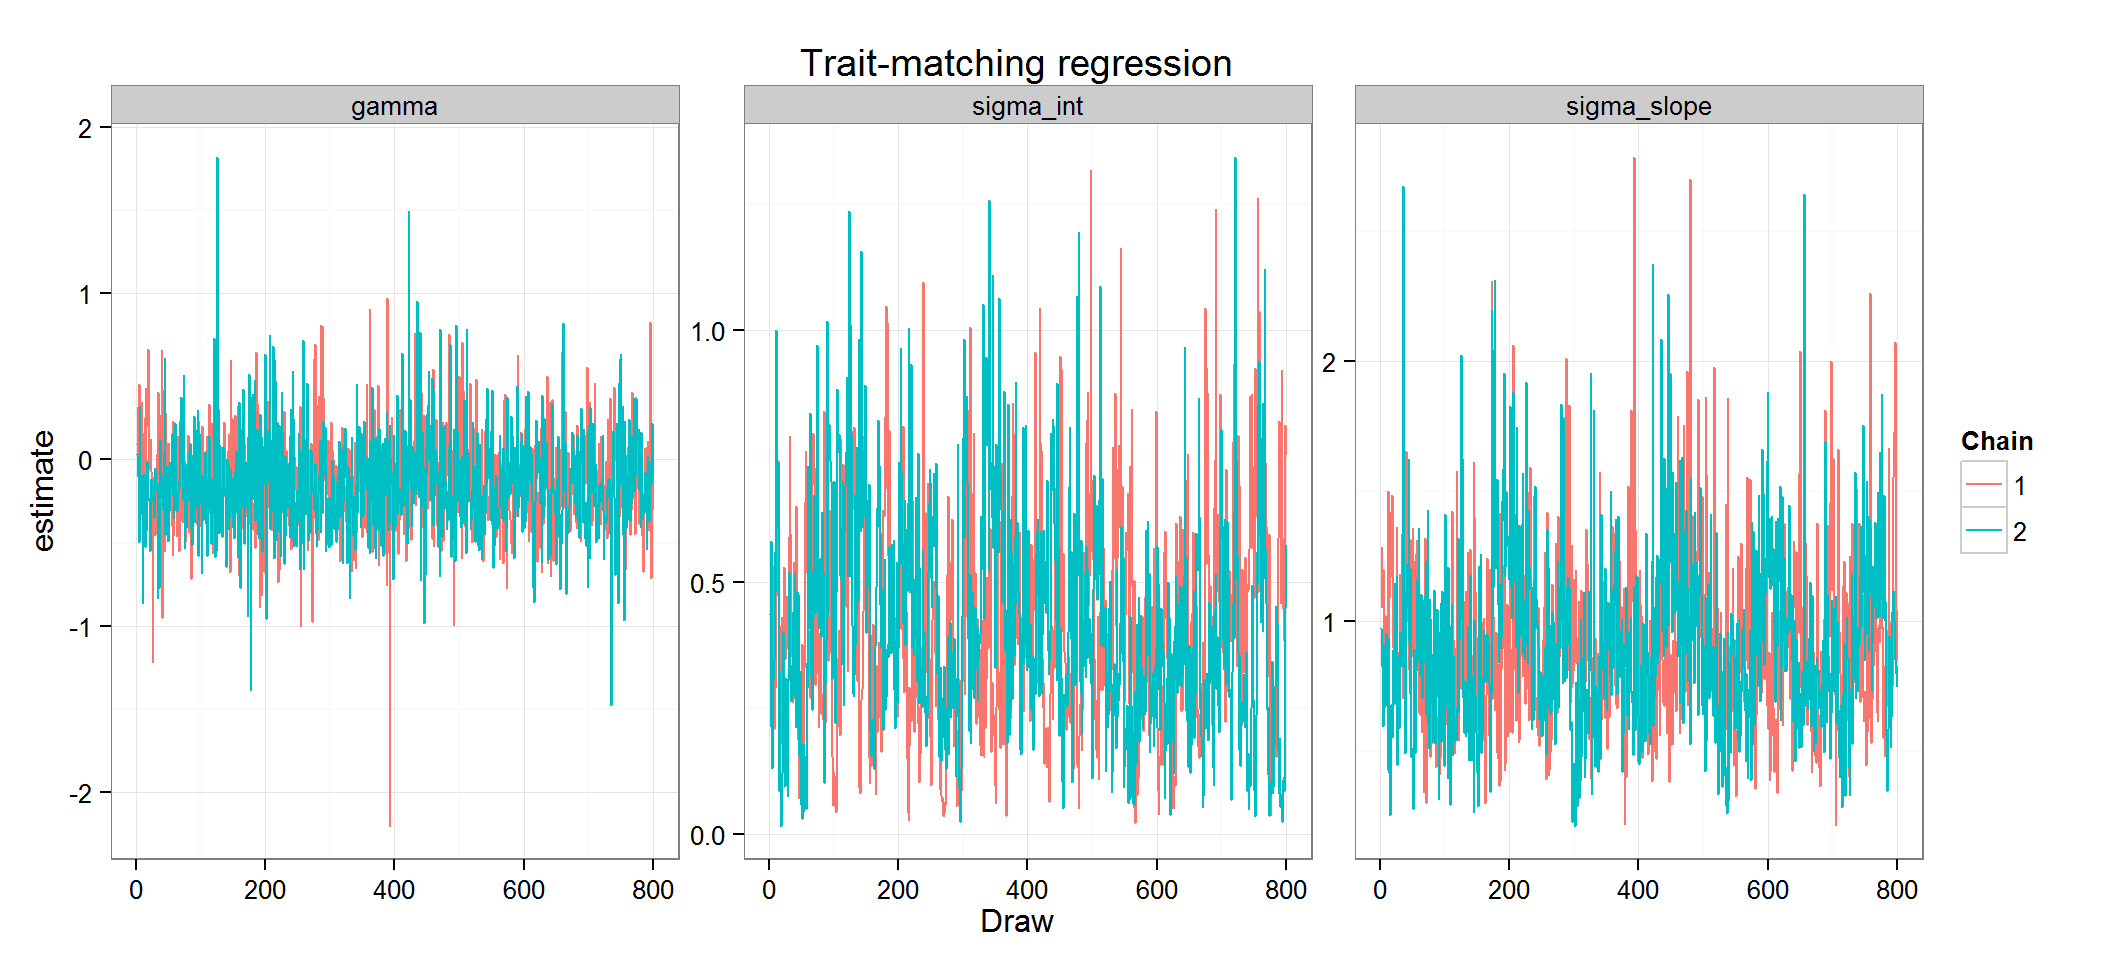 Trait-matching regression
gamma
sigma_int
sigma_slope
estimate
2
1
0
-1
-2
1.0
0.5
0.0
2
1
0 200 400 600 800
0 200 400 600 800
0 200 400 600 800
Draw
Chain
1
2